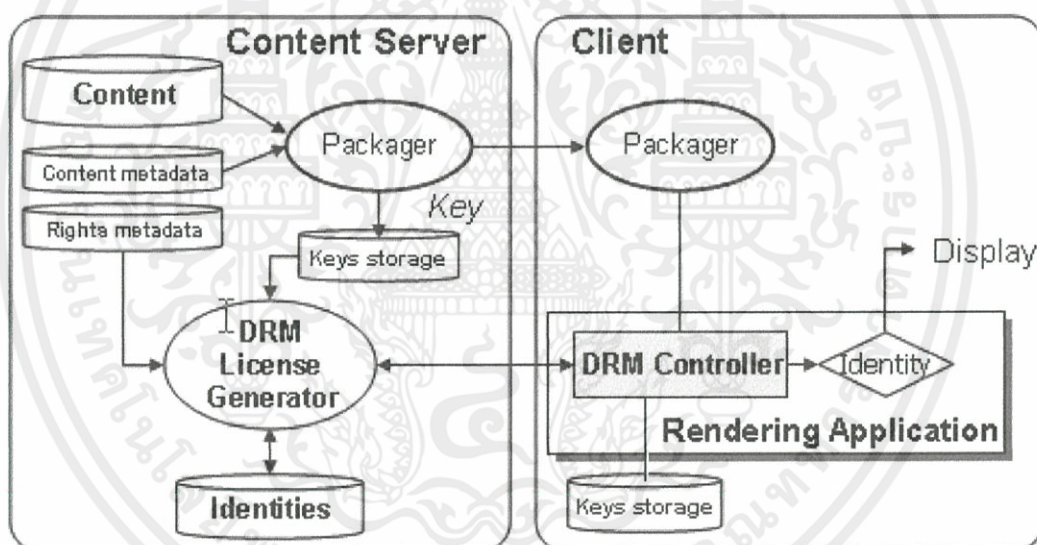 Content Server
Content
Content metadata
Rights metadata
Packager
Key
Keys storage
DRM
License
Generator
Identities
Client
Packager
Display
DRM Controller
Identity
Rendering Application
Keys storage